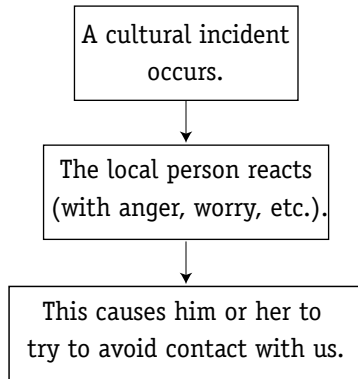 A cultural incident
occurs.
The local person reacts
(with anger, worry, etc.).
This causes him or her to
try to avoid contact with us.